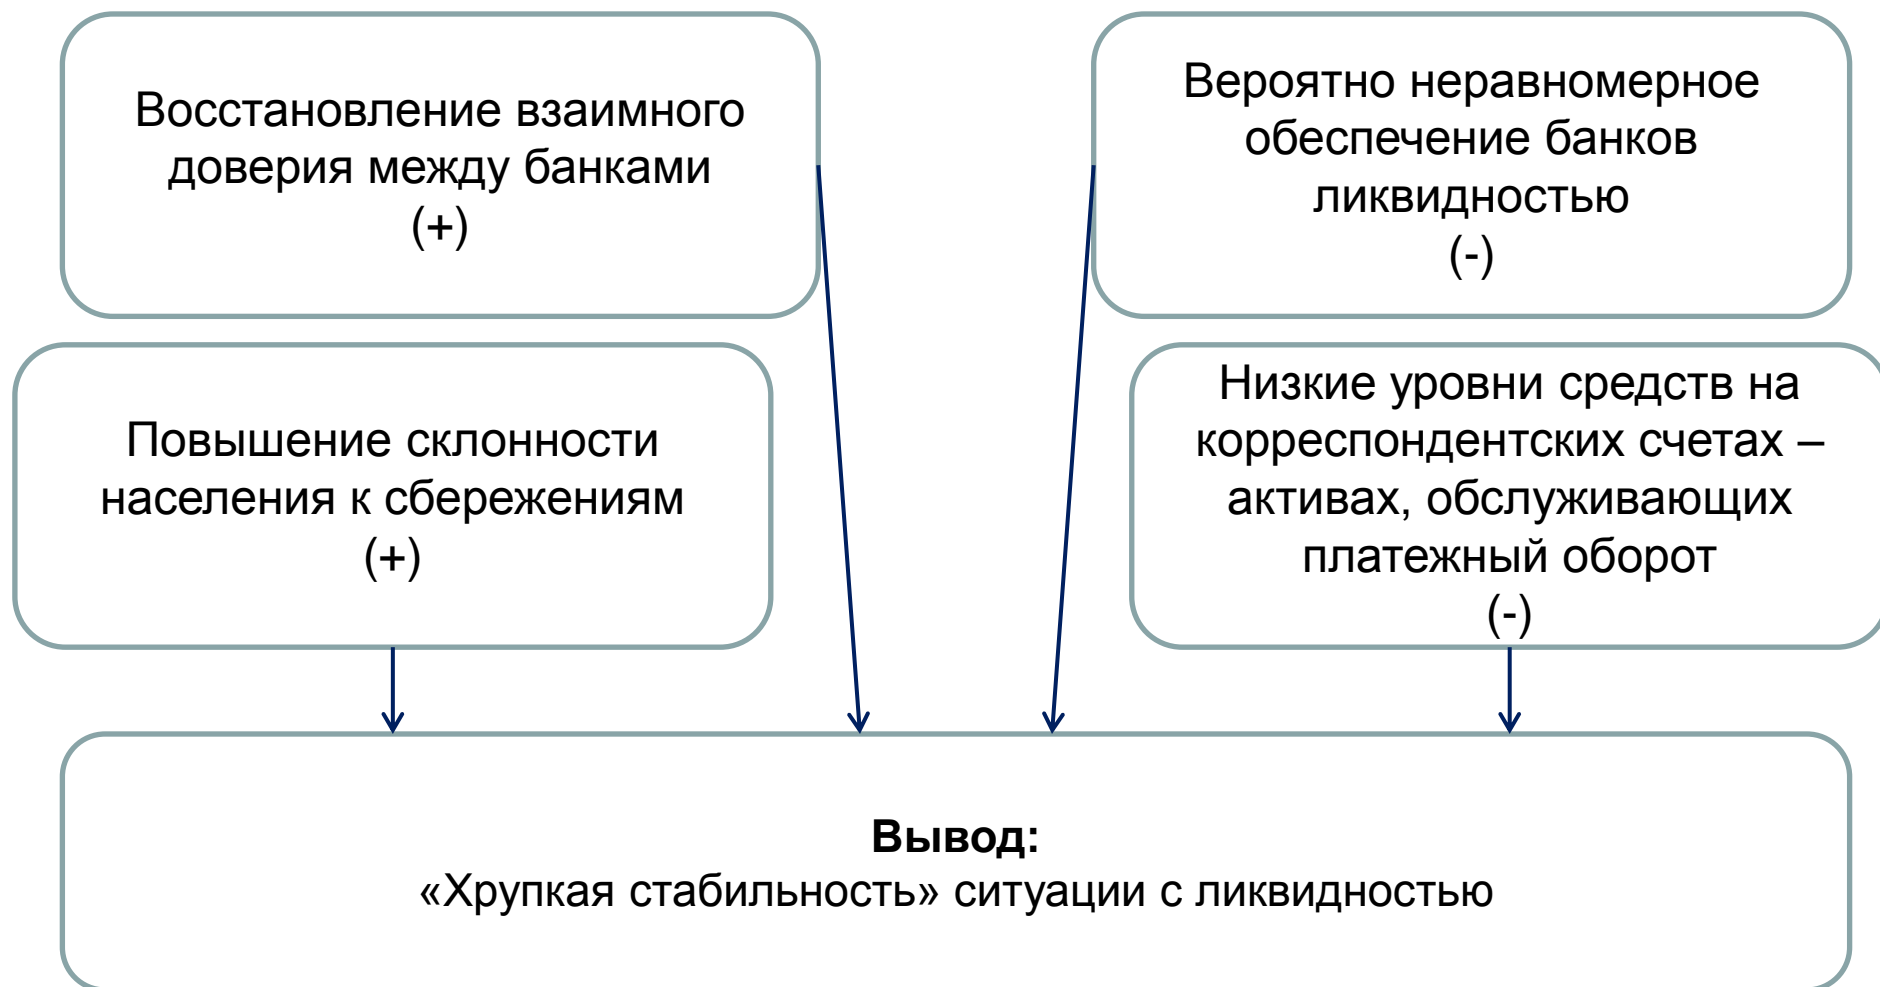 Восстановление взаимного
доверия между банками
(+)
Вероятно неравномерное
обеспечение банков
ликвидностью
(-)
Повышение склонности
населения к сбережениям
(+)
Низкие уровни средств на
корреспондентских счетах –
активах, обслуживающих
платежный оборот
(-)
Вывод:
«Хрупкая стабильность» ситуации с ликвидностью